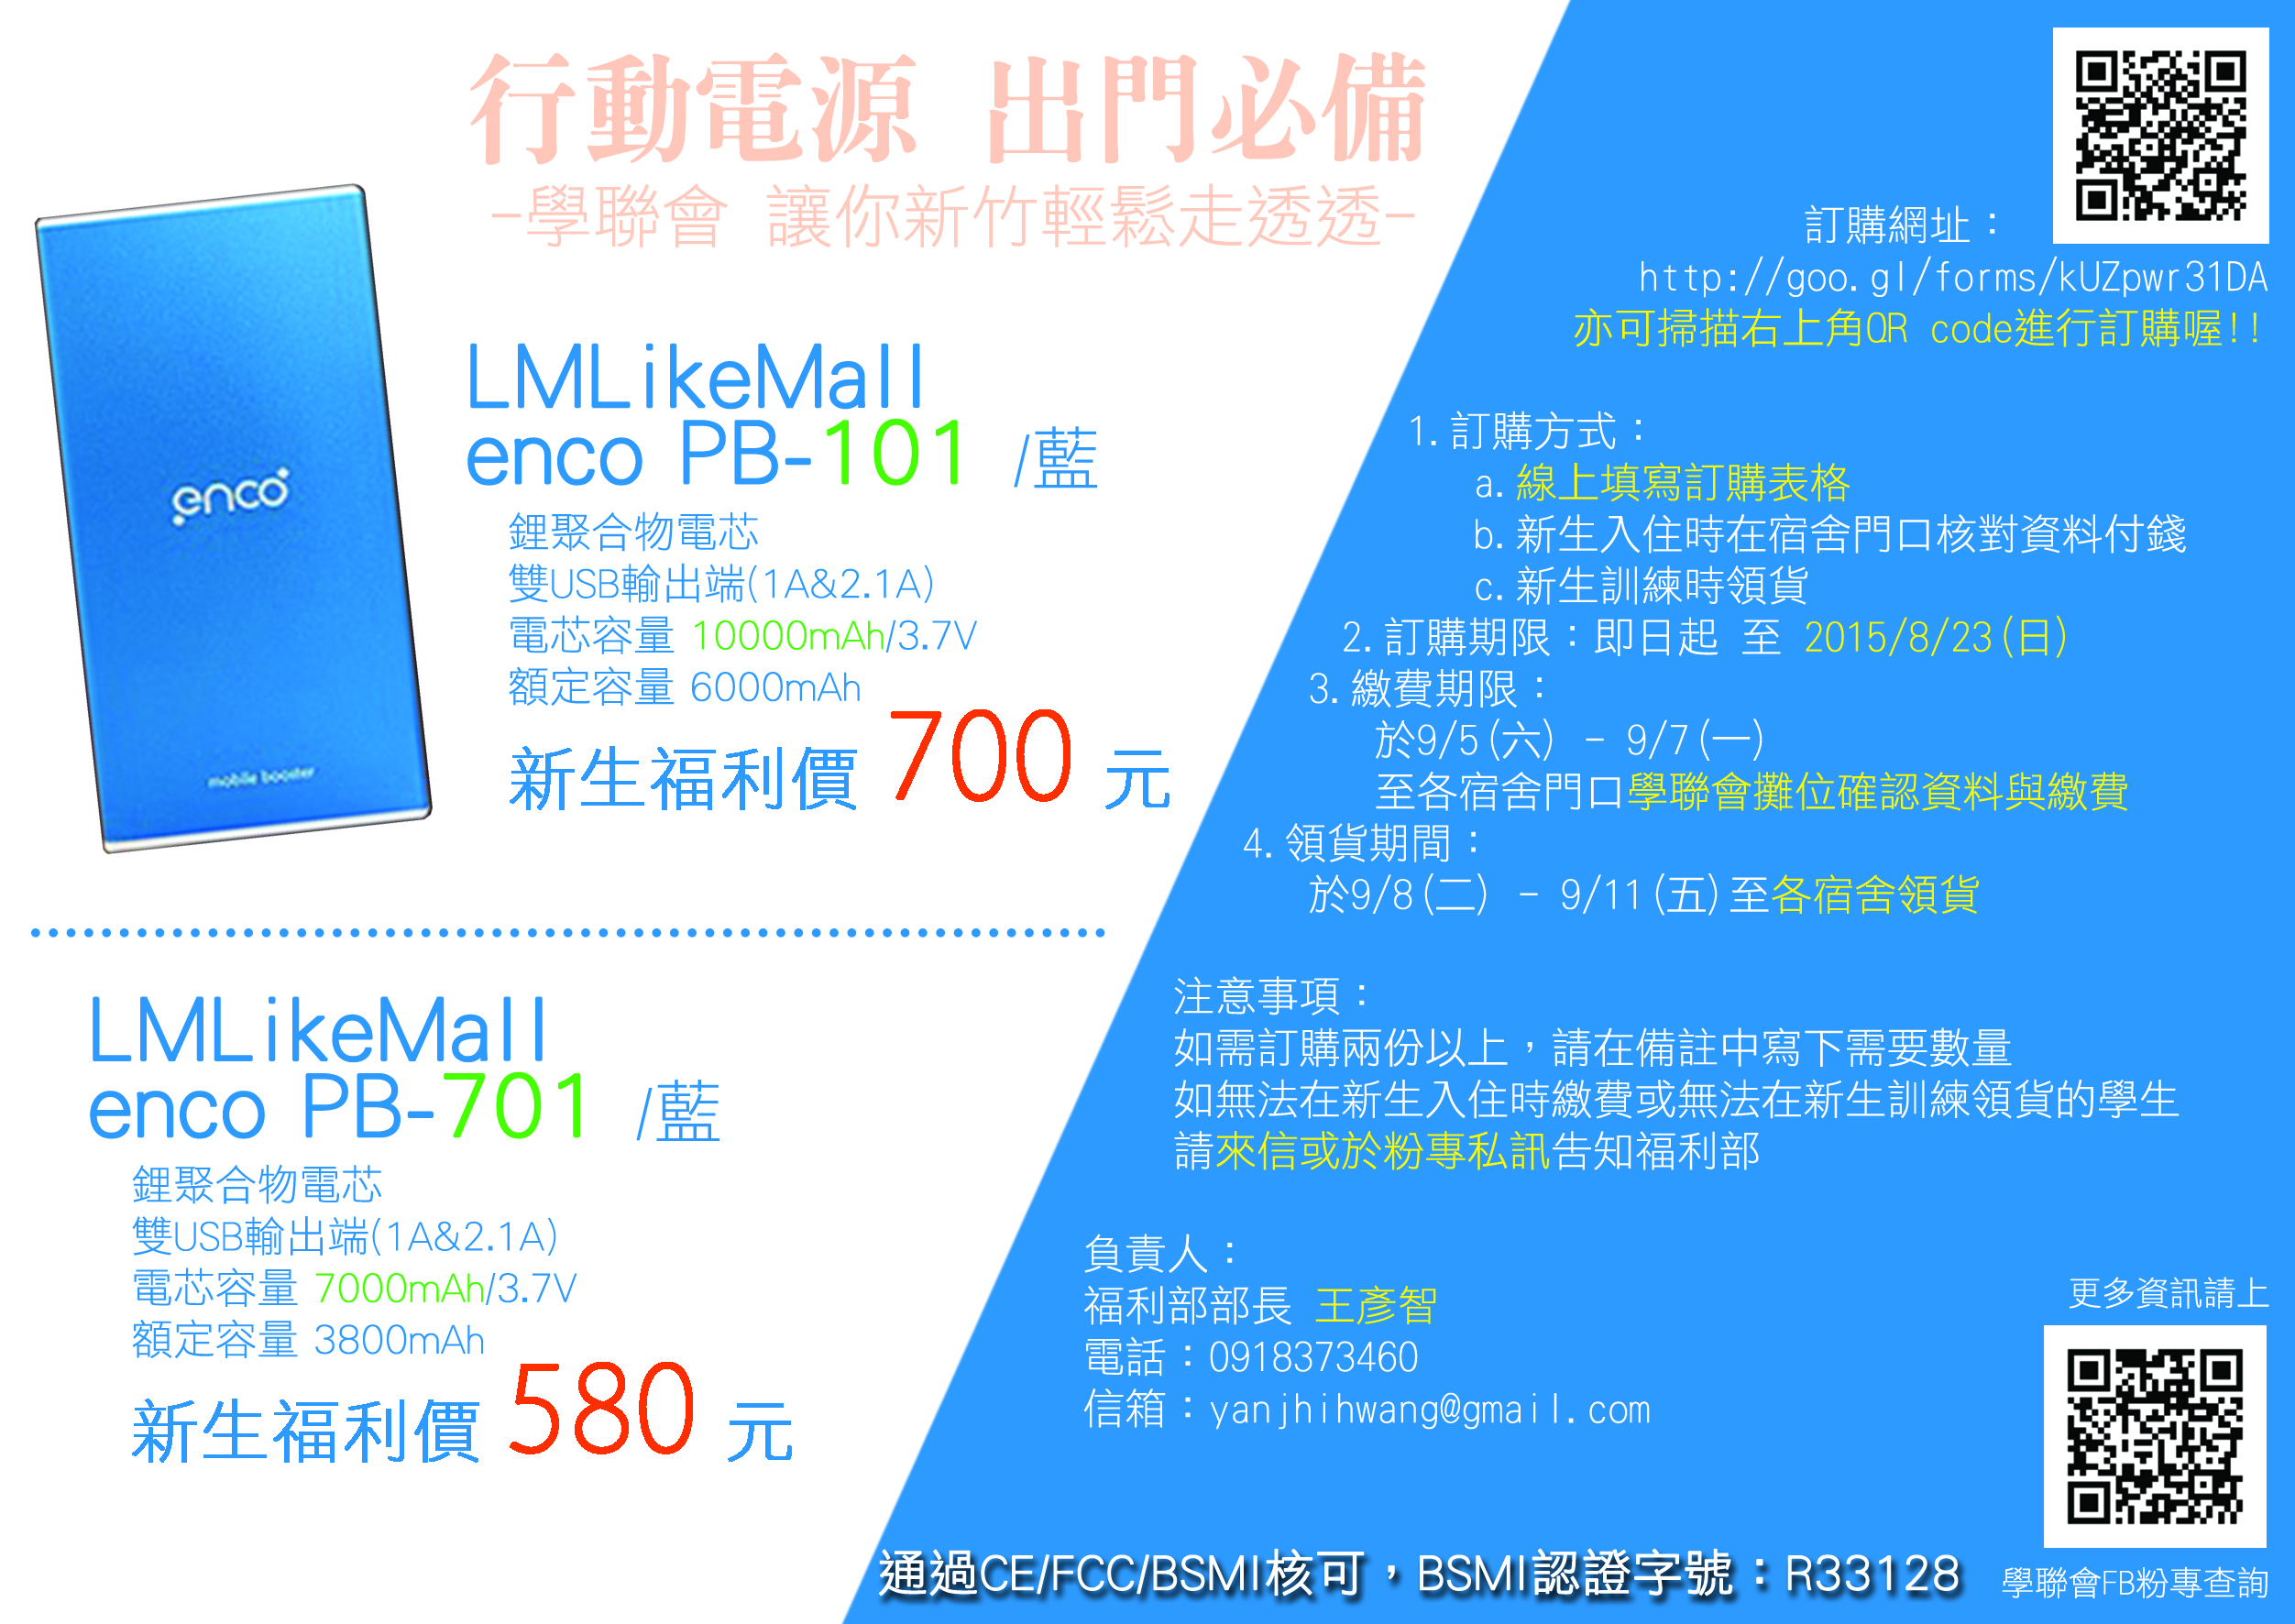 行動電源 出門必備
-學聯會 讓你新竹輕鬆走透透-
enco
mobile booster
LMLikeMall
enco PB-101 /藍
鋰聚合物電芯
雙USB輸出端(1A&2.1A)
電芯容量 10000mAh/3.7V
額定容量 6000mAh
新生福利價 700 元
LMLikeMall
enco PB-701 /藍
鋰聚合物電芯
雙USB輸出端(1A&2.1A)
電芯容量 7000mAh/3.7V
額定容量 3800mAh
新生福利價 580 元
訂購網址：
http://goo.gl/forms/kUZpwr31DA
亦可掃描右上角QR code進行訂購喔!!
1.訂購方式：
a.線上填寫訂購表格
b.新生入住時在宿舍門口核對資料付錢
c.新生訓練時領貨
2.訂購期限：即日起 至 2015/8/23(日)
3.繳費期限：
於9/5(六) - 9/7(一)
至各宿舍門口學聯會攤位確認資料與繳費
4.領貨期間：
於9/8(二) - 9/11(五)至各宿舍領貨
注意事項：
如需訂購兩份以上，請在備註中寫下需要數量
如無法在新生入住時繳費或無法在新生訓練領貨的學生
請來信或於粉專私訊告知福利部
負責人：
福利部部長 王彥智
電話：0918373460
信箱：yanjhihwang@gmail.com
更多資訊請上
學聯會FB粉專查詢
通過CE/FCC/BSMI核可，BSMI認證字號：R33128